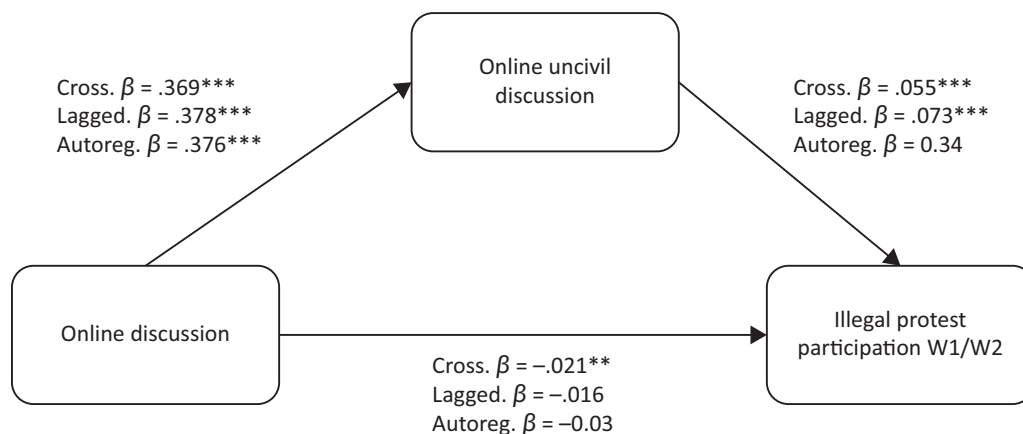 Online uncivil
discussion
Cross. β = .369***
Lagged. β = .378***
Autoreg. β = .376***
Cross. β = .055***
Lagged. β = .073***
Autoreg. β = 0.34
Online discussion
Illegal protest
participation W1/W2
Cross. β = –.021**
Lagged. β = –.016
Autoreg. β = –0.03